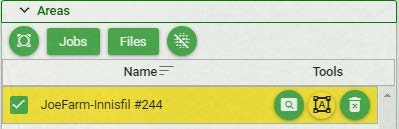 Areas
Jobs Files
Name Tools
JoeFarm-Innisfil #244 A